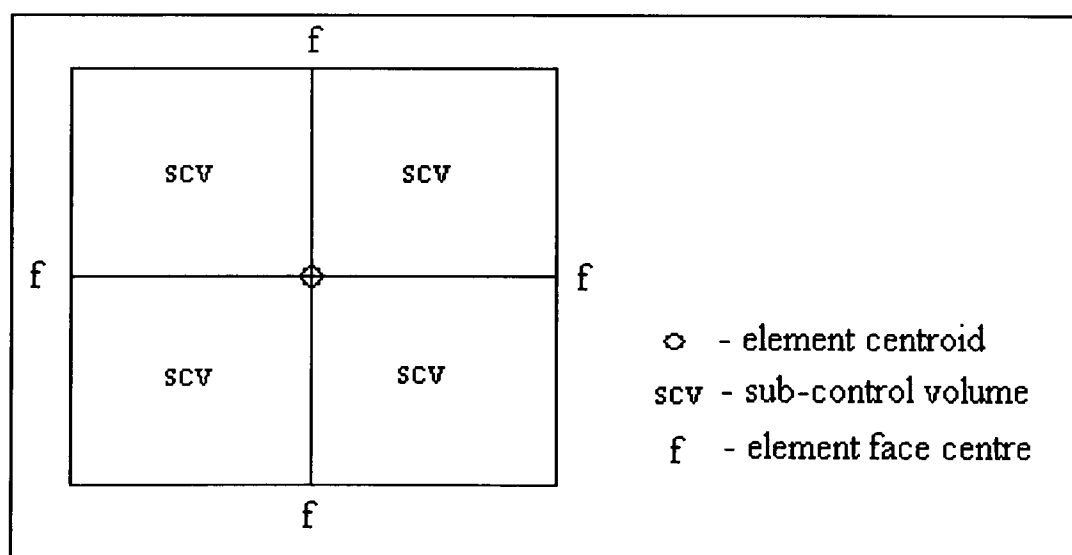 f
scv scv
f f
- element centroid
scv scv
scv - sub-control volume
f - element face centre
f